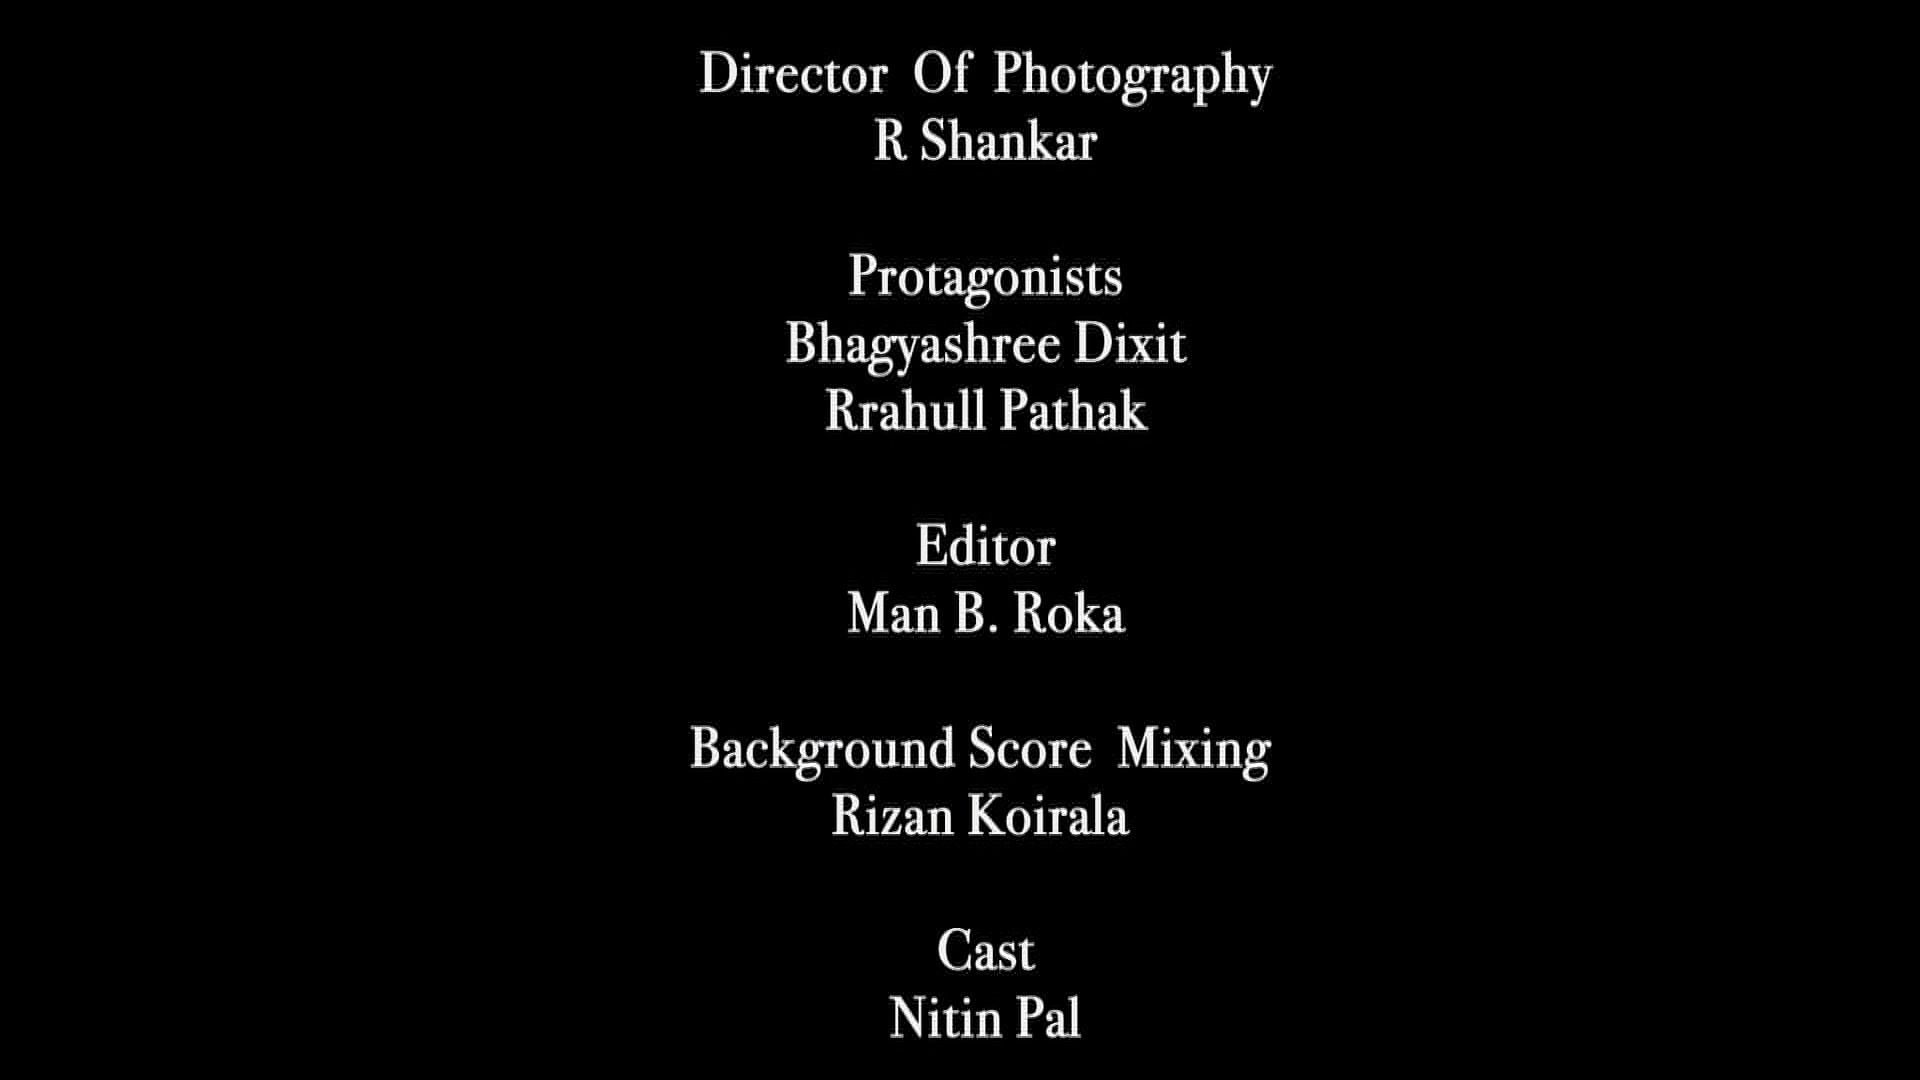 Director Of Photography
R Shankar
Protagonists
Bhagyashree Dixit
Rrahull Pathak
Editor
Man B. Roka
Background Score Mixing
Rizan Koirala
Cast
Nitin Pal